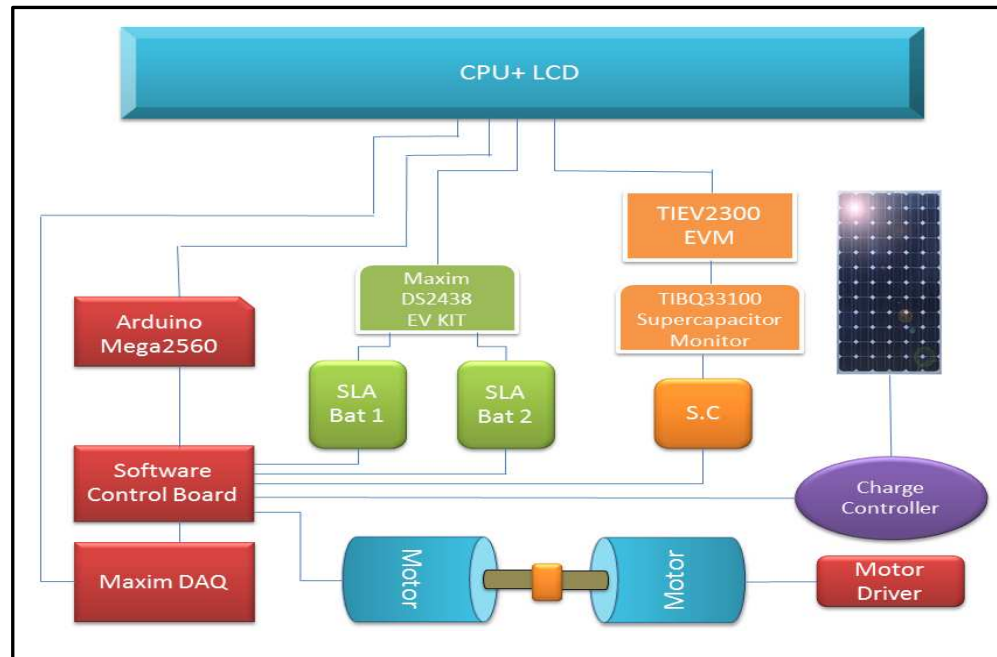 CPU+ LCD
TIEV2300
EVM
Maxim
DS2438
EV KIT
TIBQ33100
Supercapacitor
Monitor
Arduino
Mega2560
SLA
Bat 1
SLA
Bat 2
S.C
Software
Control Board
Charge
Controller
Maxim DAQ
Motor
Motor
Motor
Driver